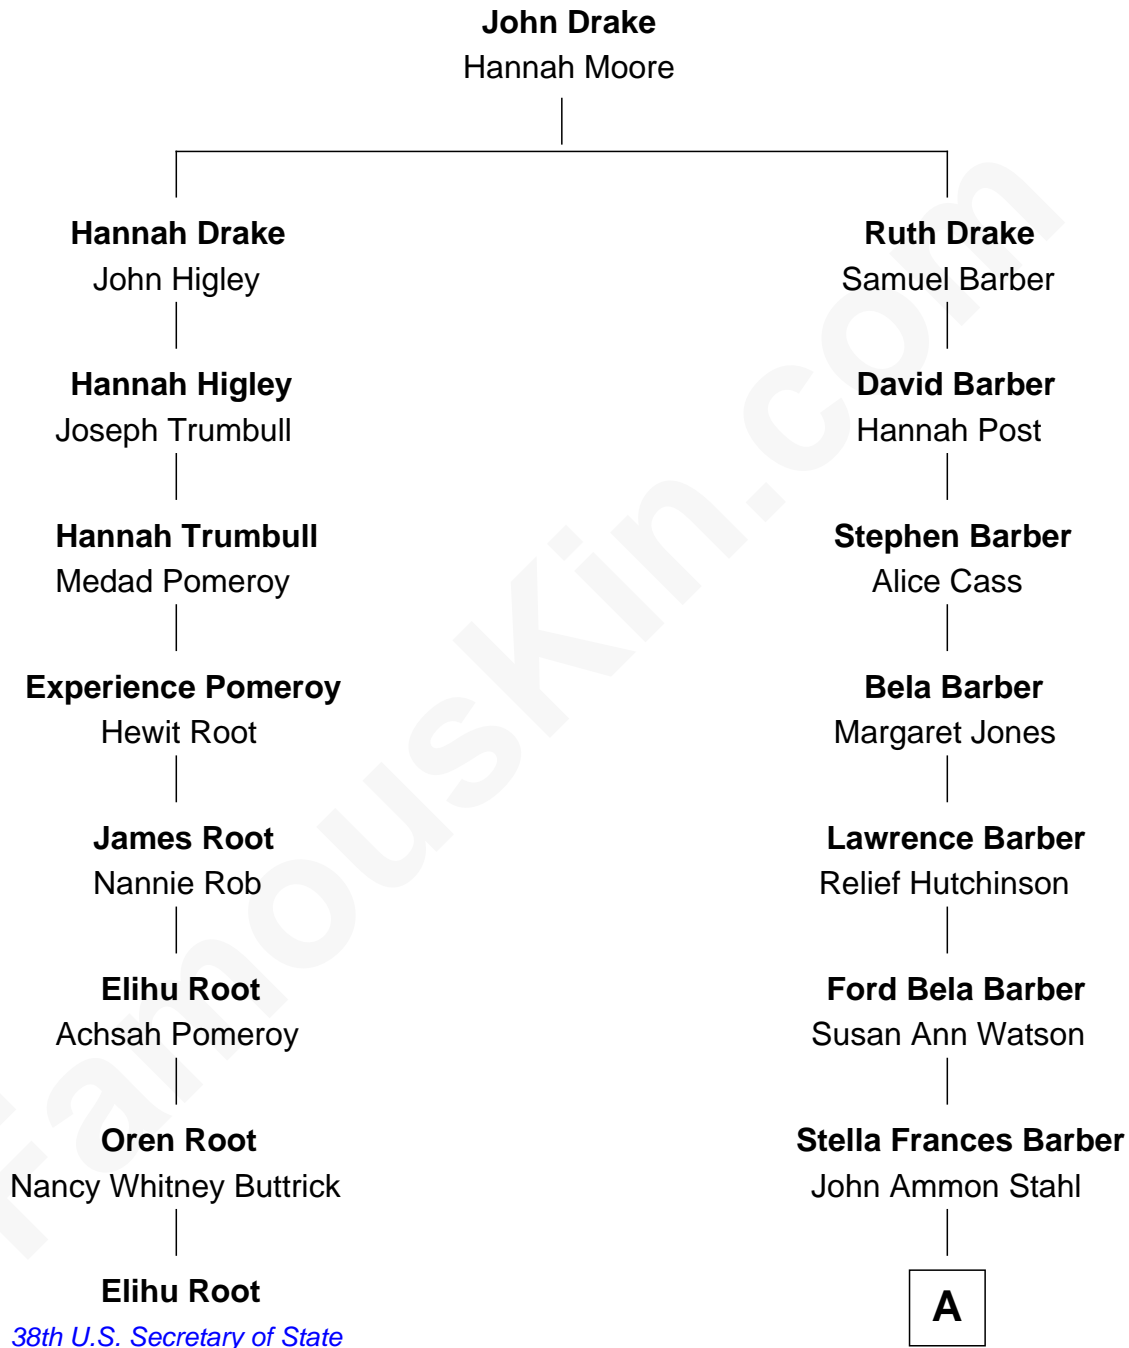 John Drake
Hannah Moore
Hannah Drake
John Higley
Ruth Drake
Samuel Barber
Hannah Higley
Joseph Trumbull
David Barber
Hannah Post
Hannah Trumbull
Medad Pomeroy
Stephen Barber
Alice Cass
Experience Pomeroy
Hewit Root
Bela Barber
Margaret Jones
James Root
Nannie Rob
Lawrence Barber
Relief Hutchinson
Elihu Root
Achsah Pomeroy
Ford Bela Barber
Susan Ann Watson
Oren Root
Nancy Whitney Buttrick
Stella Frances Barber
John Ammon Stahl
Elihu Root
38th U.S. Secretary of State
A
FamousKin.com